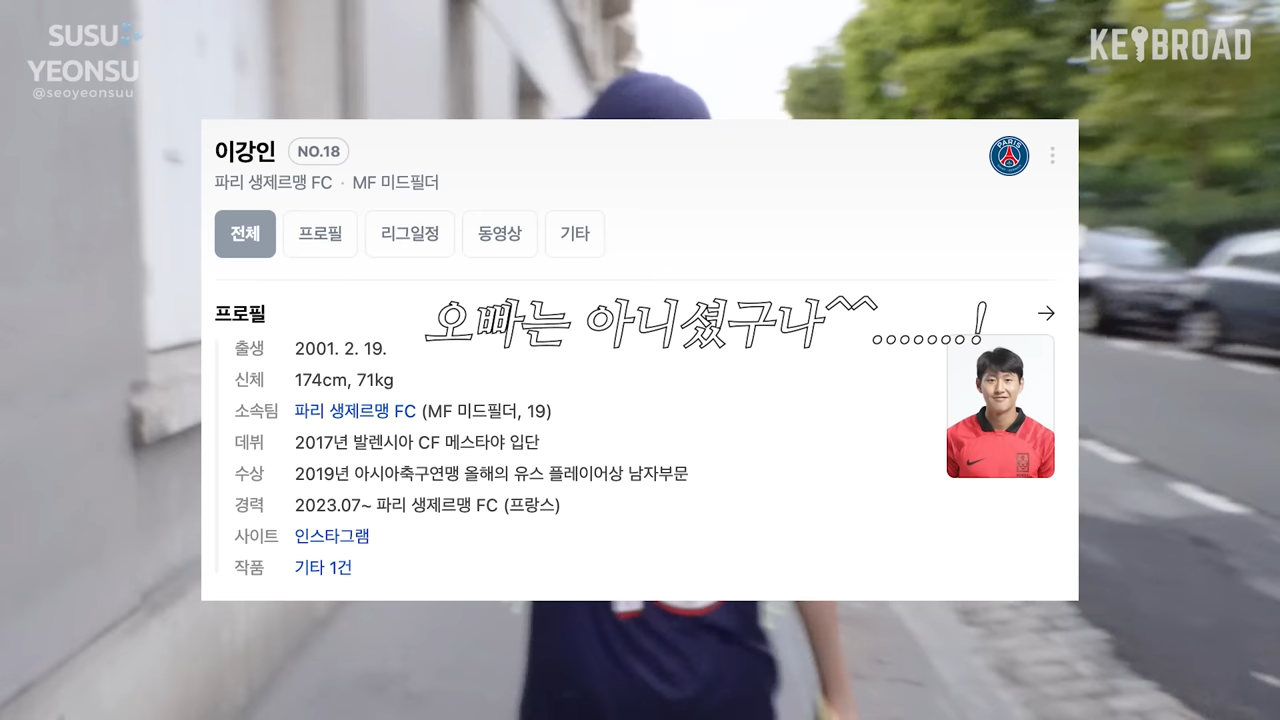 SUSU
YEONSU
@seoyeonsuu
KEYBROAD
이강인 NO.18
파리 생제르맹 FC · MF 미드필더
PARIS
전체 프로필 리그일정 동영상 기타
프로필 →
오빠는 아니셨구나^^.......!
출생 2001. 2. 19.
신체 174cm, 71kg
소속팀 파리 생제르맹 FC (MF 미드필더, 19)
데뷔 2017년 발렌시아 CF 메스타야 입단
수상 2019년 아시아축구연맹 올해의 유스 플레이어상 남자부문
경력 2023.07~ 파리 생제르맹 FC (프랑스)
사이트 인스타그램
작품 기타 1건